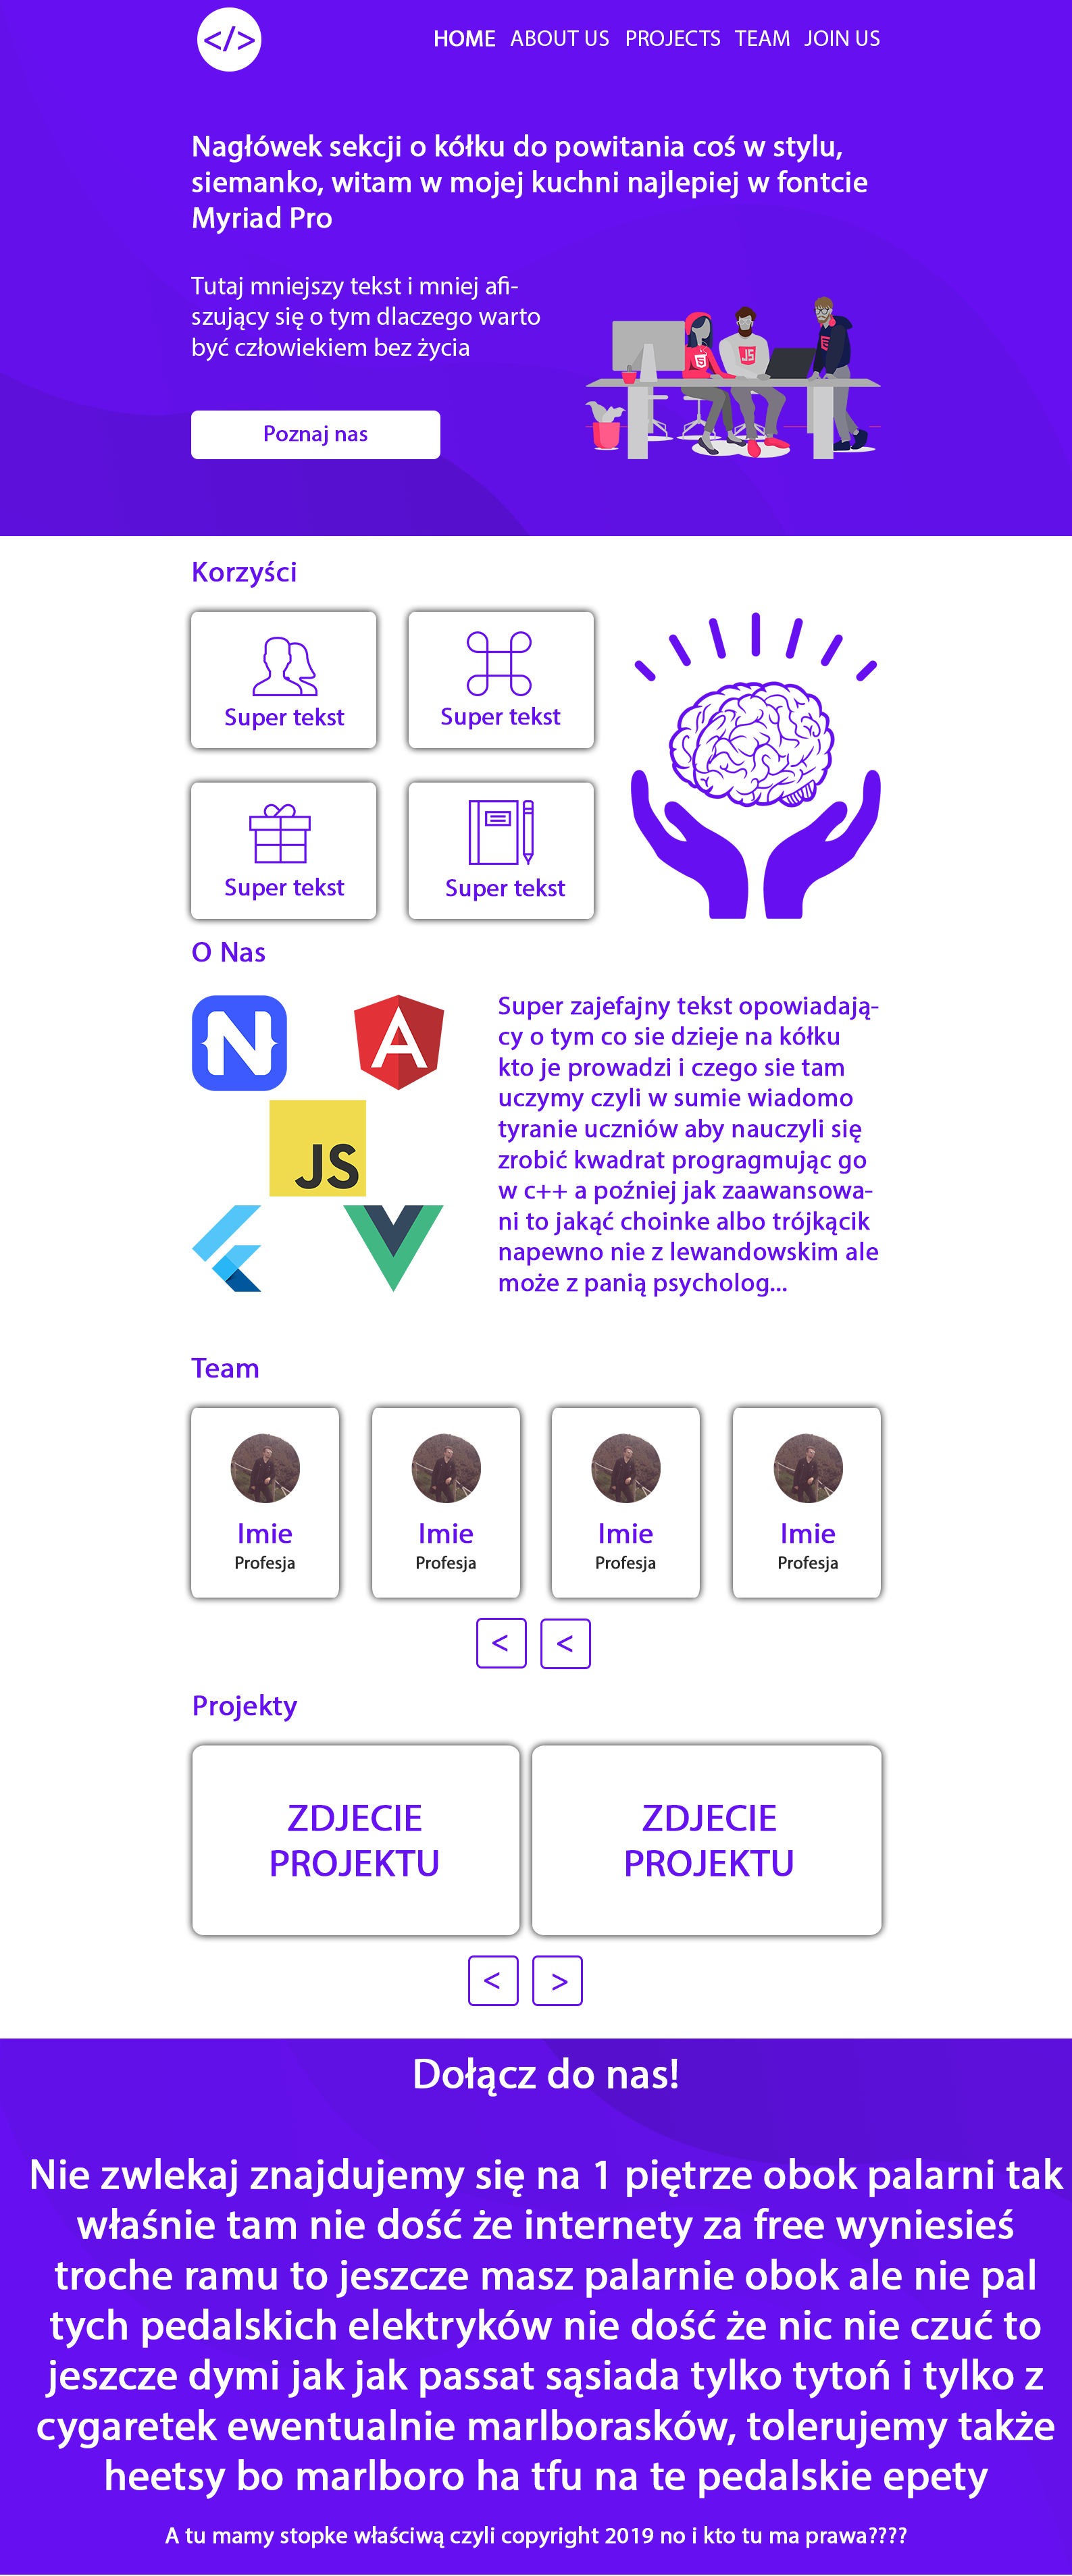 </>
HOME ABOUT US PROJECTS TEAM JOIN US
Nagłówek sekcji o kółku do powitania coś w stylu,
siemanko, witam w mojej kuchni najlepiej w fontcie
Myriad Pro
Tutaj mniejszy tekst i mniej afi-
szujący się o tym dlaczego warto
być człowiekiem bez życia
JS
Poznaj nas
Korzyści
Super tekst
Super tekst
Super tekst
Super tekst
O Nas
N
A
JS
Super zajefajny tekst opowiadają-
cy o tym co sie dzieje na kółku
kto je prowadzi i czego sie tam
uczymy czyli w sumie wiadomo
tyranie uczniów aby nauczyli się
zrobić kwadrat progragmując go
w c++ a poźniej jak zaawansowa-
ni to jakąć choinke albo trójkącik
napewno nie z lewandowskim ale
może z panią psycholog...
Team
Imie
Profesja
Imie
Profesja
Imie
Profesja
Imie
Profesja
< <
Projekty
ZDJECIE
PROJEKTU
ZDJECIE
PROJEKTU
< >
Dołącz do nas!
Nie zwlekaj znajdujemy się na 1 piętrze obok palarni tak
właśnie tam nie dość że internety za free wyniesieś
troche ramu to jeszcze masz palarnie obok ale nie pal
tych pedalskich elektryków nie dość że nic nie czuć to
jeszcze dymi jak jak passat sąsiada tylko tytoń i tylko z
cygaretek ewentualnie marlborasków, tolerujemy także
heetsy bo marlboro ha tfu na te pedalskie epety
A tu mamy stopke właściwą czyli copyright 2019 no i kto tu ma prawa????